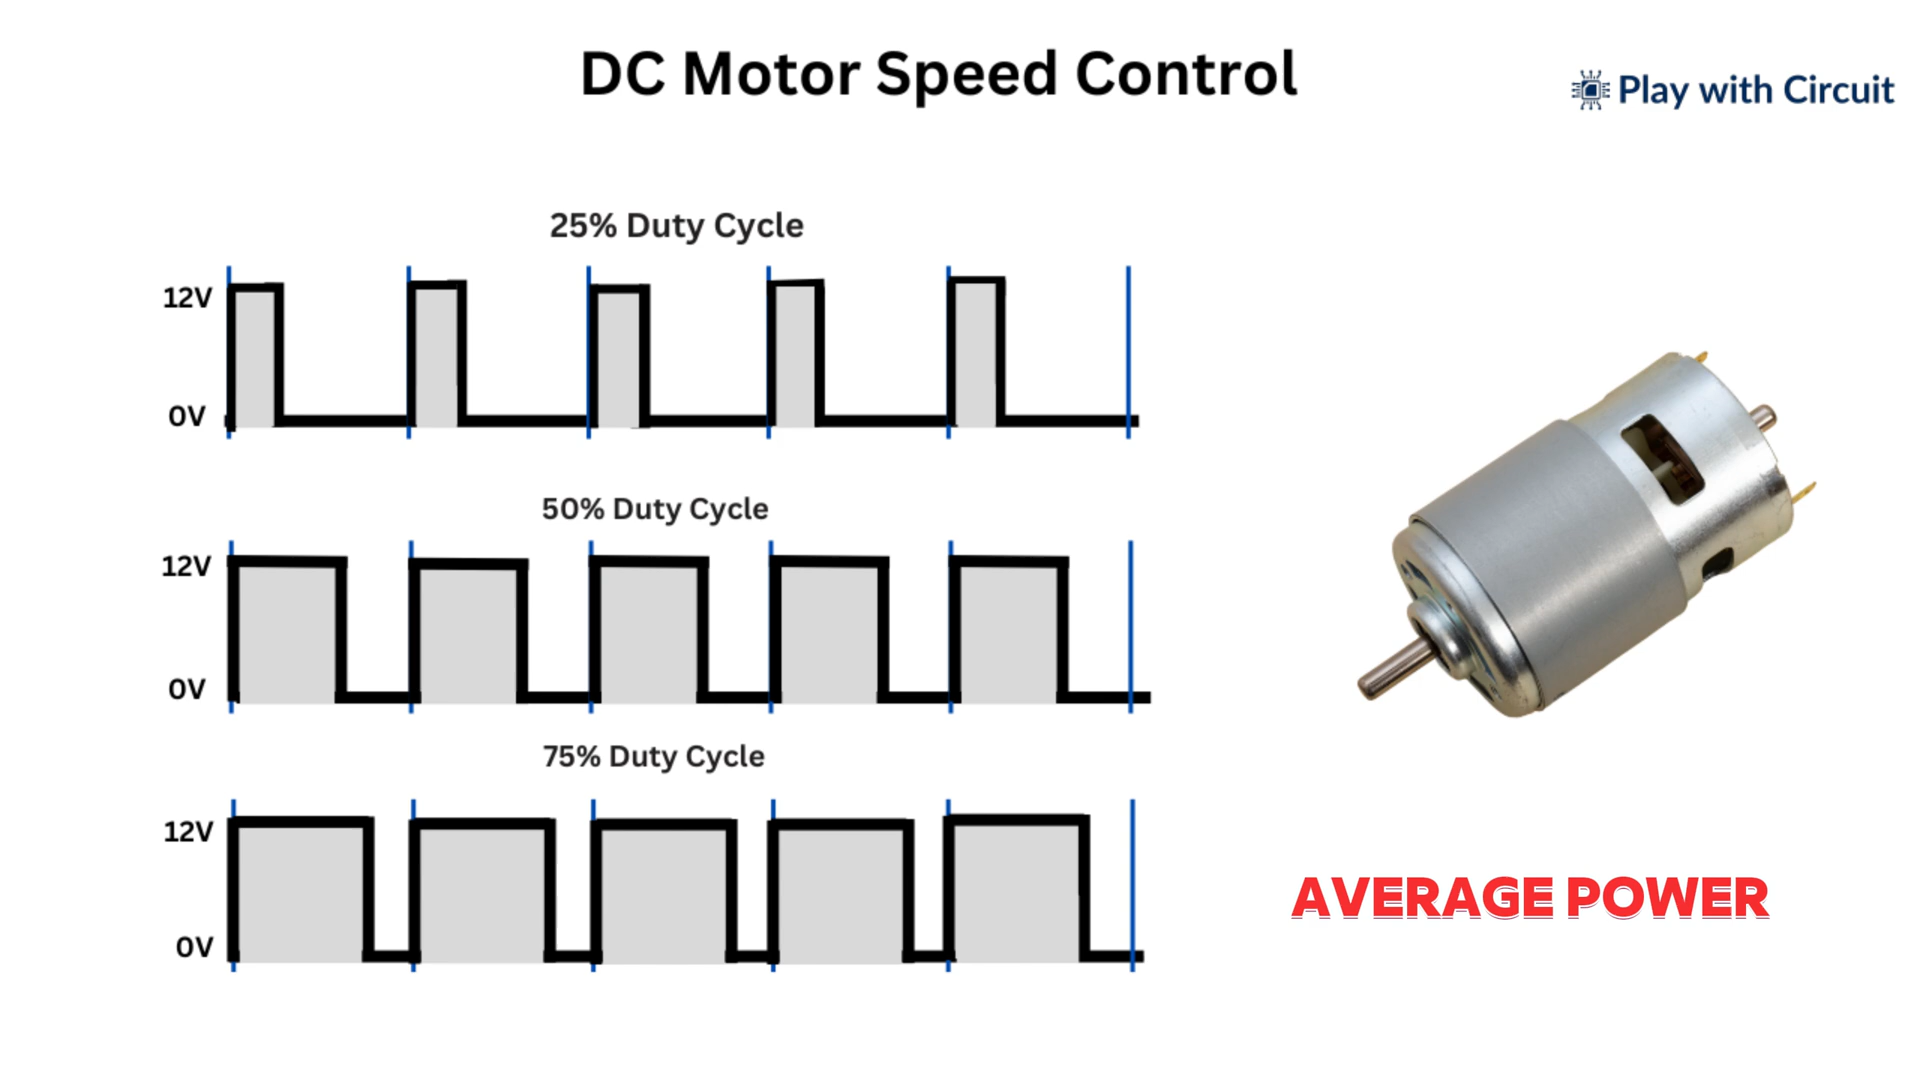 DC Motor Speed Control
Play with Circuit
25% Duty Cycle
12V
0V
50% Duty Cycle
12V
0V
75% Duty Cycle
12V
0V
AVERAGE POWER